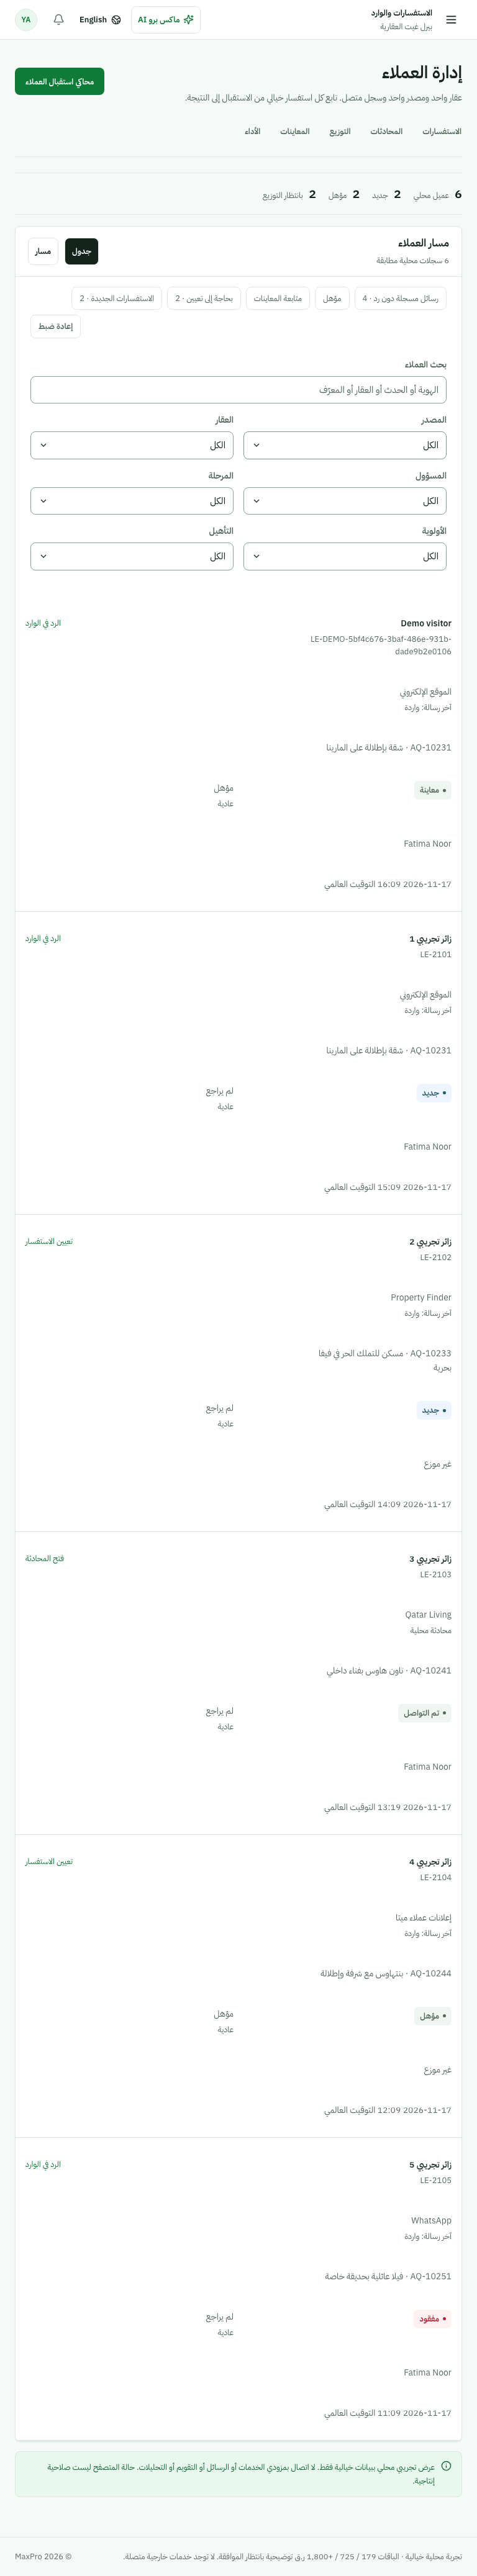 الاستفسارات والوارد
بيرل غيت العقارية
ماكس برو AI
English
YA
إدارة العملاء
عقار واحد ومصدر واحد وسجل متصل. تابع كل استفسار خيالي من الاستقبال إلى النتيجة.
محاكي استقبال العملاء
الاستفسارات
المحادثات
التوزيع
المعاينات
الأداء
6 عميل محلي
2 جديد
2 مؤهل
2 بانتظار التوزيع
مسار العملاء
6 سجلات محلية مطابقة
جدول
مسار
رسائل مسجلة دون رد · 4
مؤهل
متابعة المعاينات
بحاجة إلى تعيين · 2
الاستفسارات الجديدة · 2
إعادة ضبط
بحث العملاء
الهوية أو الحدث أو العقار أو المعرّف
المصدر
العقار
الكل
الكل
المسؤول
المرحلة
الكل
الكل
الأولوية
التأهيل
الكل
الكل
Demo visitor
الرد في الوارد
LE-DEMO-5bf4c676-3baf-486e-931b-
dade9b2e0106
الموقع الإلكتروني
آخر رسالة: واردة
AQ-10231 · شقة بإطلالة على المارينا
معاينة
مؤهل
عادية
Fatima Noor
2026-11-17 16:09 التوقيت العالمي
زائر تجريبي 1
الرد في الوارد
LE-2101
الموقع الإلكتروني
آخر رسالة: واردة
AQ-10231 · شقة بإطلالة على المارينا
جديد
لم يراجع
عادية
Fatima Noor
2026-11-17 15:09 التوقيت العالمي
زائر تجريبي 2
تعيين الاستفسار
LE-2102
Property Finder
آخر رسالة: واردة
AQ-10233 · مسكن للتملك الحر في فيفا
بحرية
جديد
لم يراجع
عادية
غير موزع
2026-11-17 14:09 التوقيت العالمي
زائر تجريبي 3
فتح المحادثة
LE-2103
Qatar Living
محادثة محلية
AQ-10241 · تاون هاوس بفناء داخلي
تم التواصل
لم يراجع
عادية
Fatima Noor
2026-11-17 13:19 التوقيت العالمي
زائر تجريبي 4
تعيين الاستفسار
LE-2104
إعلانات عملاء ميتا
آخر رسالة: واردة
AQ-10244 · بنتهاوس مع شرفة وإطلالة
مؤهل
مؤهل
عادية
غير موزع
2026-11-17 12:09 التوقيت العالمي
زائر تجريبي 5
الرد في الوارد
LE-2105
WhatsApp
آخر رسالة: واردة
AQ-10251 · فيلا عائلية بحديقة خاصة
مفقود
لم يراجع
عادية
Fatima Noor
2026-11-17 11:09 التوقيت العالمي
عرض تجريبي محلي ببيانات خيالية فقط. لا اتصال بمزودي الخدمات أو الرسائل أو التقويم أو التحليلات. حالة المتصفح ليست صلاحية
إنتاجية.
تجربة محلية خيالية · الباقات 179 / 725 / +1,800 ر.ق توضيحية بانتظار الموافقة. لا توجد خدمات خارجية متصلة.
© 2026 MaxPro